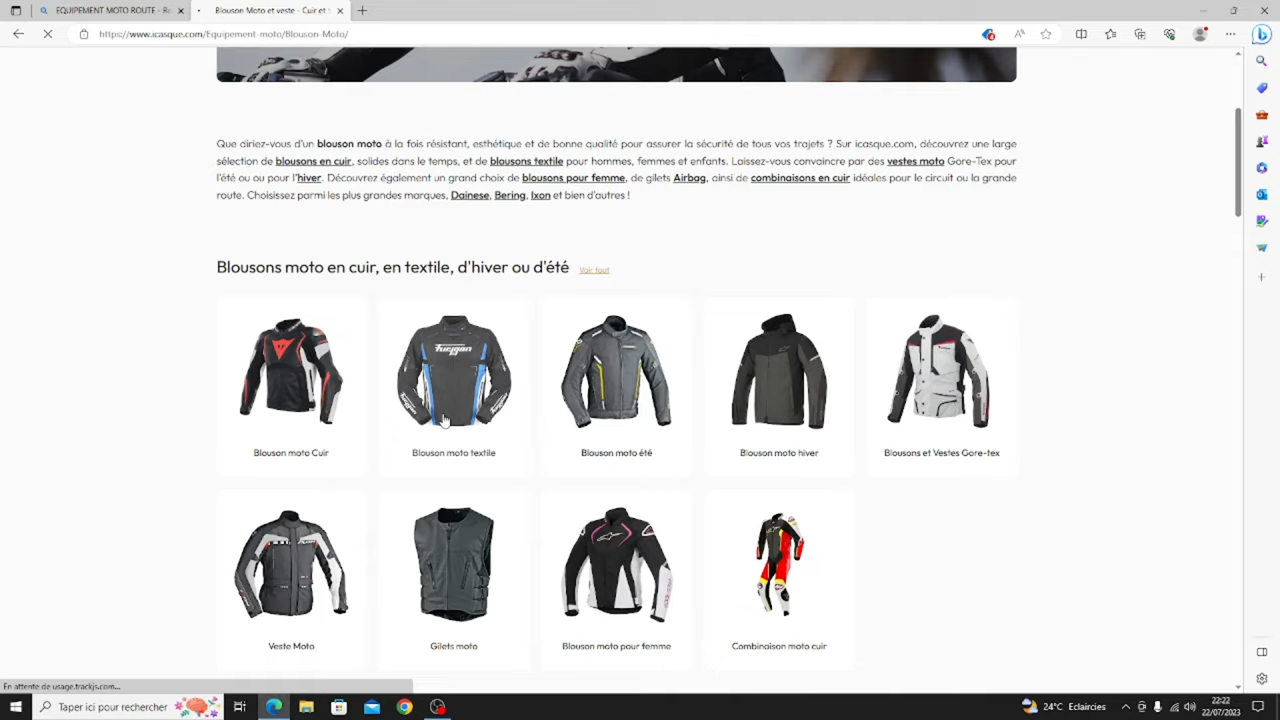 EQUIPEMENT MOTO ROUTE - Re
Blouson Moto et veste - Cuir et t
https://www.icasque.com/Equipement-moto/Blouson-Moto/
Que diriez-vous d'un blouson moto à la fois résistant, esthétique et de bonne qualité pour assurer la sécurité de tous vos trajets ? Sur icasque.com, découvrez une large
sélection de blousons en cuir, solides dans le temps, et de blousons textile pour hommes, femmes et enfants. Laissez-vous convaincre par des vestes moto Gore-Tex pour
l'été ou ou pour l'hiver. Découvrez également un grand choix de blousons pour femme, de gilets Airbag, ainsi de combinaisons en cuir idéales pour le circuit ou la grande
route. Choisissez parmi les plus grandes marques, Dainese, Bering, Ixon et bien d'autres !
Blousons moto en cuir, en textile, d'hiver ou d'été Voir tout
Furygan
Blouson moto Cuir
Blouson moto textile
Blouson moto été
Blouson moto hiver
Blousons et Vestes Gore-tex
Veste Moto
Gilets moto
Blouson moto pour femme
Combinaison moto cuir
En attente de usage.trackjs.com...
Taper ici pour rechercher
24°C Eclaircies
22:22
22/07/2023